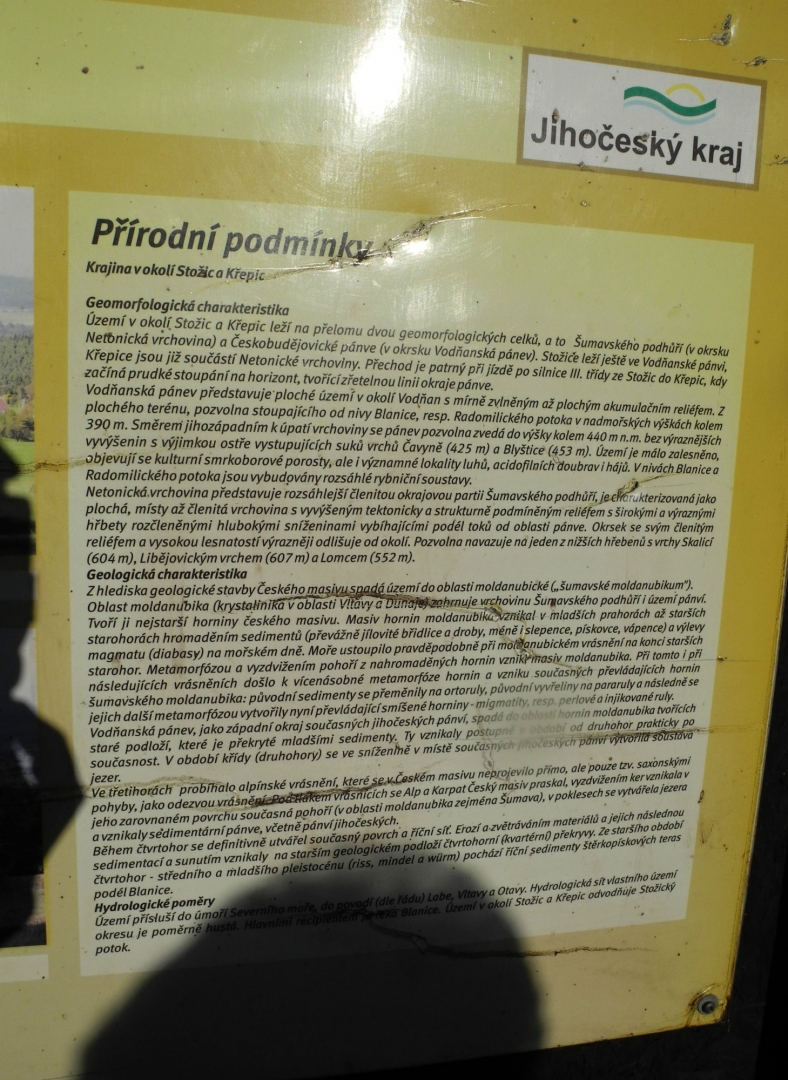 Jihočeský kraj
Přírodní podmínky
Krajina v okolí Stožic a Křepic
Geomorfologická charakteristika
Území v okolí Stožic a Křepic leží na přelomu dvou geomorfologických celků, a to Šumavského podhůří (v okrsku
Netonická vrchovina) a Českobudějovické pánve (v okrsku Vodňanská pánev). Stožice leží ještě ve Vodňanské pánvi,
Křepice jsou již součástí Netonické vrchoviny. Přechod je patrný při jízdě po silnice III. třídy ze Stožic do Křepic, kdy
začíná prudké stoupání na horizont, tvořící zřetelnou linii okraje pánve.
Vodňanská pánev představuje ploché území v okolí Vodňan s mírně zvlněným až plochým akumulačním reliéfem. Z
plochého terénu, pozvolna stoupajícího od nivy Blanice, resp. Radomilického potoka v nadmořských výškách kolem
390 m. Směrem jihozápadním k úpatí vrchoviny se pánev pozvolna zvedá do výšky kolem 440 m n.m. bez výraznějších
vyvýšenin s výjimkou ostře vystupujících suků vrchů Čavyně (425 m) a Blyštice (453 m). Území je málo zalesněno,
objevují se kulturní smrkoborové porosty, ale i významné lokality luhů, acidofilních doubrav i hájů. V nivách Blanice a
Radomilického potoka jsou vybudovány rozsáhlé rybniční soustavy.
Netonická vrchovina představuje rozsáhlejší členitou okrajovou partii Šumavského podhůří, je charakterizovaná jako
plochá, místy až členitá vrchovina s vyvýšeným tektonicky a strukturně podmíněným reliéfem s širokými a výraznými
hřbety rozčleněnými hlubokými sníženinami vybíhajícími podél toků od oblasti pánve. Okrsek se svým členitým
reliéfem a vysokou lesnatostí výrazněji odlišuje od okolí. Pozvolna navazuje na jeden z nižších hřebenů s vrchy Skalicí
(604 m), Libějovickým vrchem (607 m) a Lomcem (552 m).
Geologická charakteristika
Z hlediska geologické stavby Českého masivu spadá území do oblasti moldanubické („šumavské moldanubikum").
Oblast moldanubika (krystalinika v oblasti Vltavy a Dunaje) zahrnuje vrchovinu Šumavského podhůří i území pánví.
Tvoří ji nejstarší horniny českého masivu. Masiv hornin moldanubika vznikal v mladších prahorách až starších
starohorách hromaděním sedimentů (převážně jílovité břidlice a droby, méně i slepence, pískovce, vápence) a výlevy
magmatu (diabasy) na mořském dně. Moře ustoupilo pravděpodobně při moldanubickém vrásnění na konci starších
starohor. Metamorfózou a vyzdvižením pohoří z nahromaděných hornin vznikl masiv moldanubika. Při tomto i při
následujících vrásněních došlo k vícenásobné metamorfóze hornin a vzniku současných převládajících hornin
šumavského moldanubika: původní sedimenty se přeměnily na ortoruly, původní vyvřeliny na pararuly a následně se
jejich další metamorfózou vytvořily nyní převládající smíšené horniny - migmatity, resp. perlové a injikované ruly.
Vodňanská pánev, jako západní okraj současných jihočeských pánví, spadá do oblasti hornin moldanubika tvořících
staré podloží, které je překryté mladšími sedimenty. Ty vznikaly postupně v období od druhohor prakticky po
současnost. V období křídy (druhohory) se ve sníženině v místě současných jihočeských pánví vytvořila soustava
jezer.
Ve třetihorách probíhalo alpínské vrásnění, které se v Českém masivu neprojevilo přímo, ale pouze tzv. saxonskými
pohyby, jako odezvou vrásnění. Pod tlakem vrásnících se Alp a Karpat Český masiv praskal, vyzdvižením ker vznikala v
jeho zarovnaném povrchu současná pohoří (v oblasti moldanubika zejména Šumava), v poklesech se vytvářela jezera
a vznikaly sedimentární pánve, včetně pánví jihočeských.
Během čtvrtohor se definitivně utvářel současný povrch a říční síť. Erozí a zvětráváním materiálů a jejich následnou
sedimentací a sunutím vznikaly na starším geologickém podloží čtvrtohorní (kvartérní) překryvy. Ze staršího období
čtvrtohor - středního a mladšího pleistocénu (riss, mindel a würm) pochází říční sedimenty štěrkopískových teras
podél Blanice.
Hydrologické poměry
Území přísluší do úmoří Severního moře, do povodí (dle řádu) Labe, Vltavy a Otavy. Hydrologická síť vlastního území
okresu je poměrně hustá. Hlavním recipientem je řeka Blanice. Území v okolí Stožic a Křepic odvodňuje Stožický
potok.